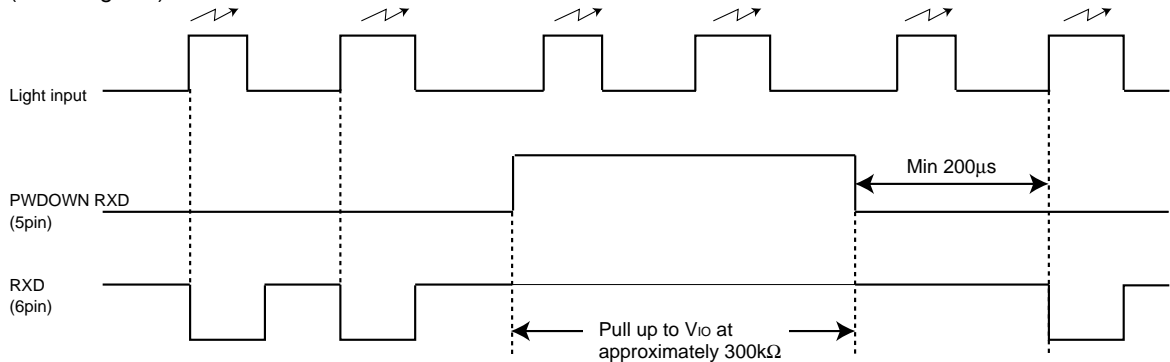 Light input
PWDOWN RXD
(5pin)
Min 200μs
RXD
(6pin)
Pull up to VIO at
approximately 300kΩ